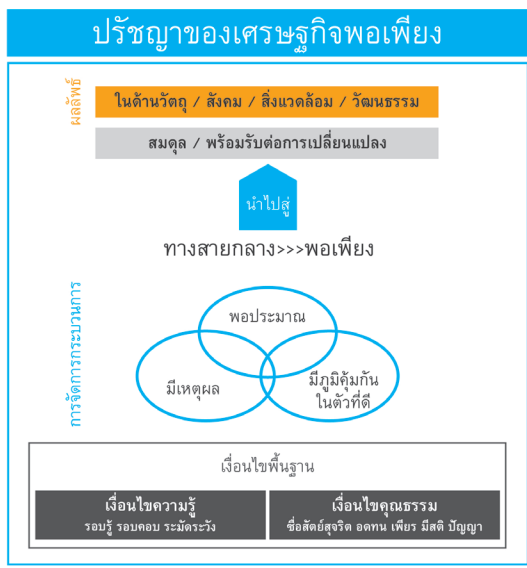 ปรัชญาของเศรษฐกิจพอเพียง
ผลลัพธ์
ในด้านวัตถุ / สังคม / สิ่งแวดล้อม / วัฒนธรรม
สมดุล / พร้อมรับต่อการเปลี่ยนแปลง
นำไปสู่
ทางสายกลาง>>>พอเพียง
การจัดการกระบวนการ
พอประมาณ
มีเหตุผล
มีภูมิคุ้มกัน
ในตัวที่ดี
เงื่อนไขพื้นฐาน
เงื่อนไขความรู้
รอบรู้ รอบคอบ ระมัดระวัง
เงื่อนไขคุณธรรม
ซื่อสัตย์สุจริต อดทน เพียร มีสติ ปัญญา